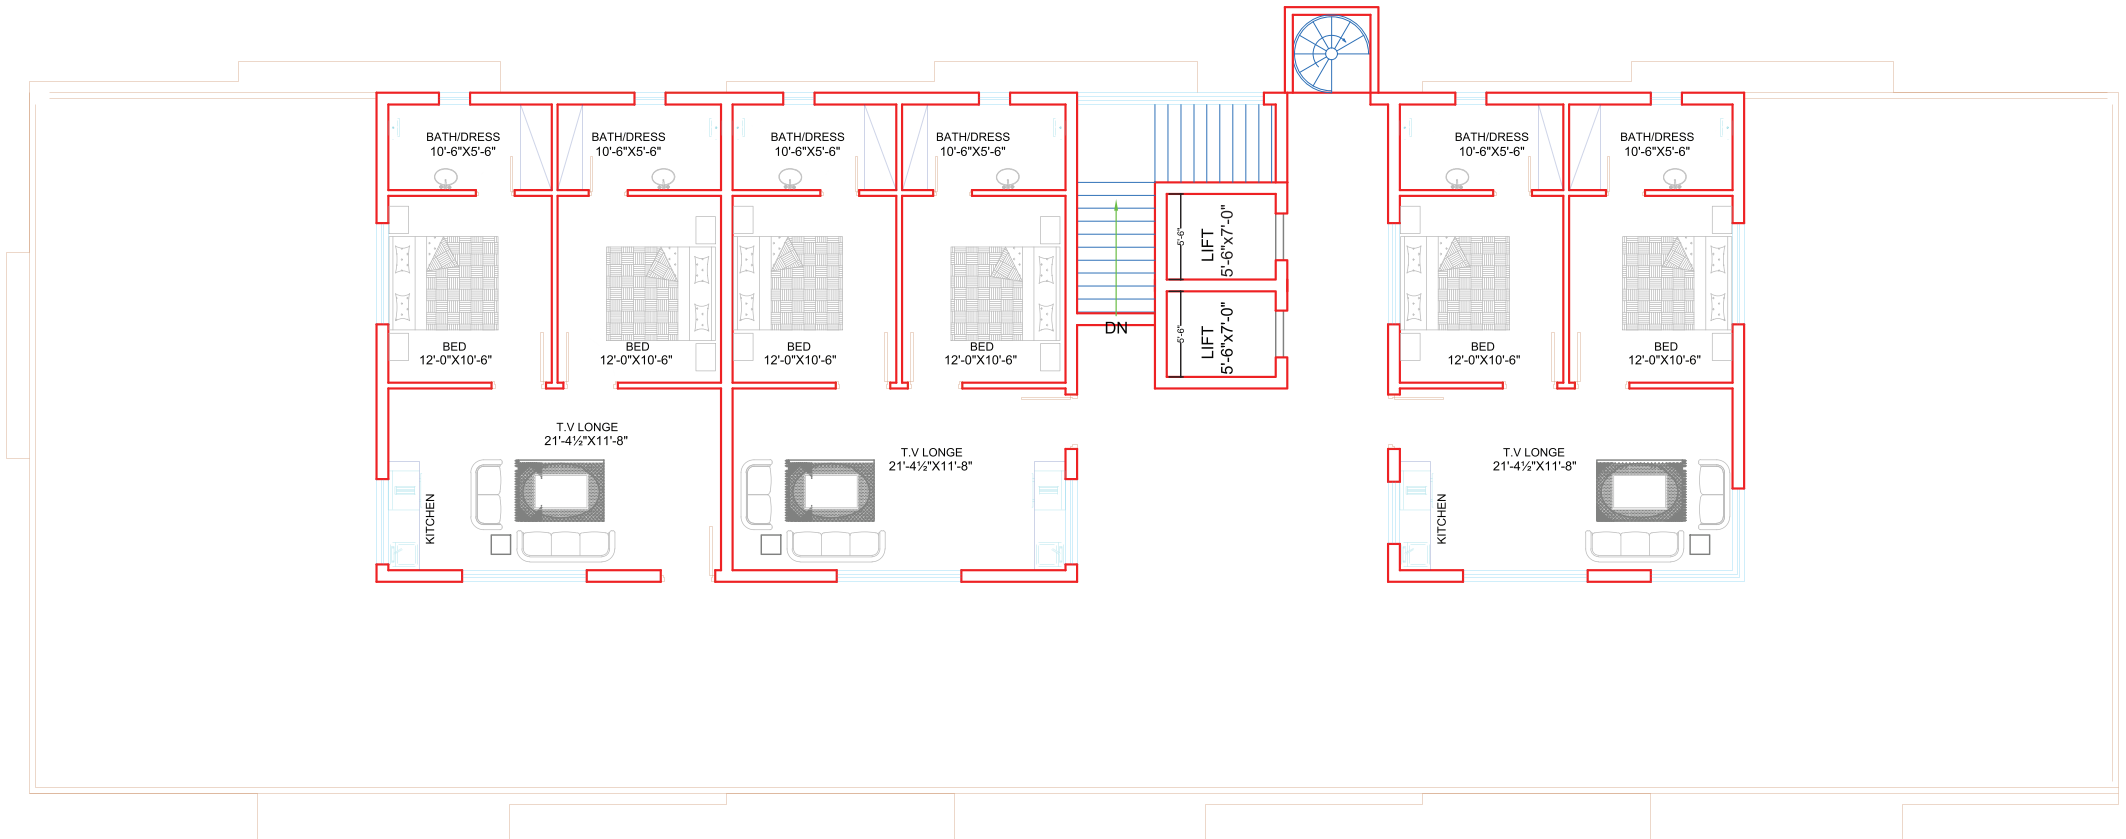 BATH/DRESS
10'-6"X5'-6"
BATH/DRESS
10'-6"X5'-6"
BATH/DRESS
10'-6"X5'-6"
BATH/DRESS
10'-6"X5'-6"
BATH/DRESS
10'-6"X5'-6"
BATH/DRESS
10'-6"X5'-6"
5'-6"
LIFT
5'-6"x7'-0"
5'-6"
LIFT
5'-6"x7'-0"
DN
BED
12'-0"X10'-6"
BED
12'-0"X10'-6"
BED
12'-0"X10'-6"
BED
12'-0"X10'-6"
BED
12'-0"X10'-6"
BED
12'-0"X10'-6"
T.V LONGE
21'-4½"X11'-8"
T.V LONGE
21'-4½"X11'-8"
T.V LONGE
21'-4½"X11'-8"
KITCHEN
KITCHEN